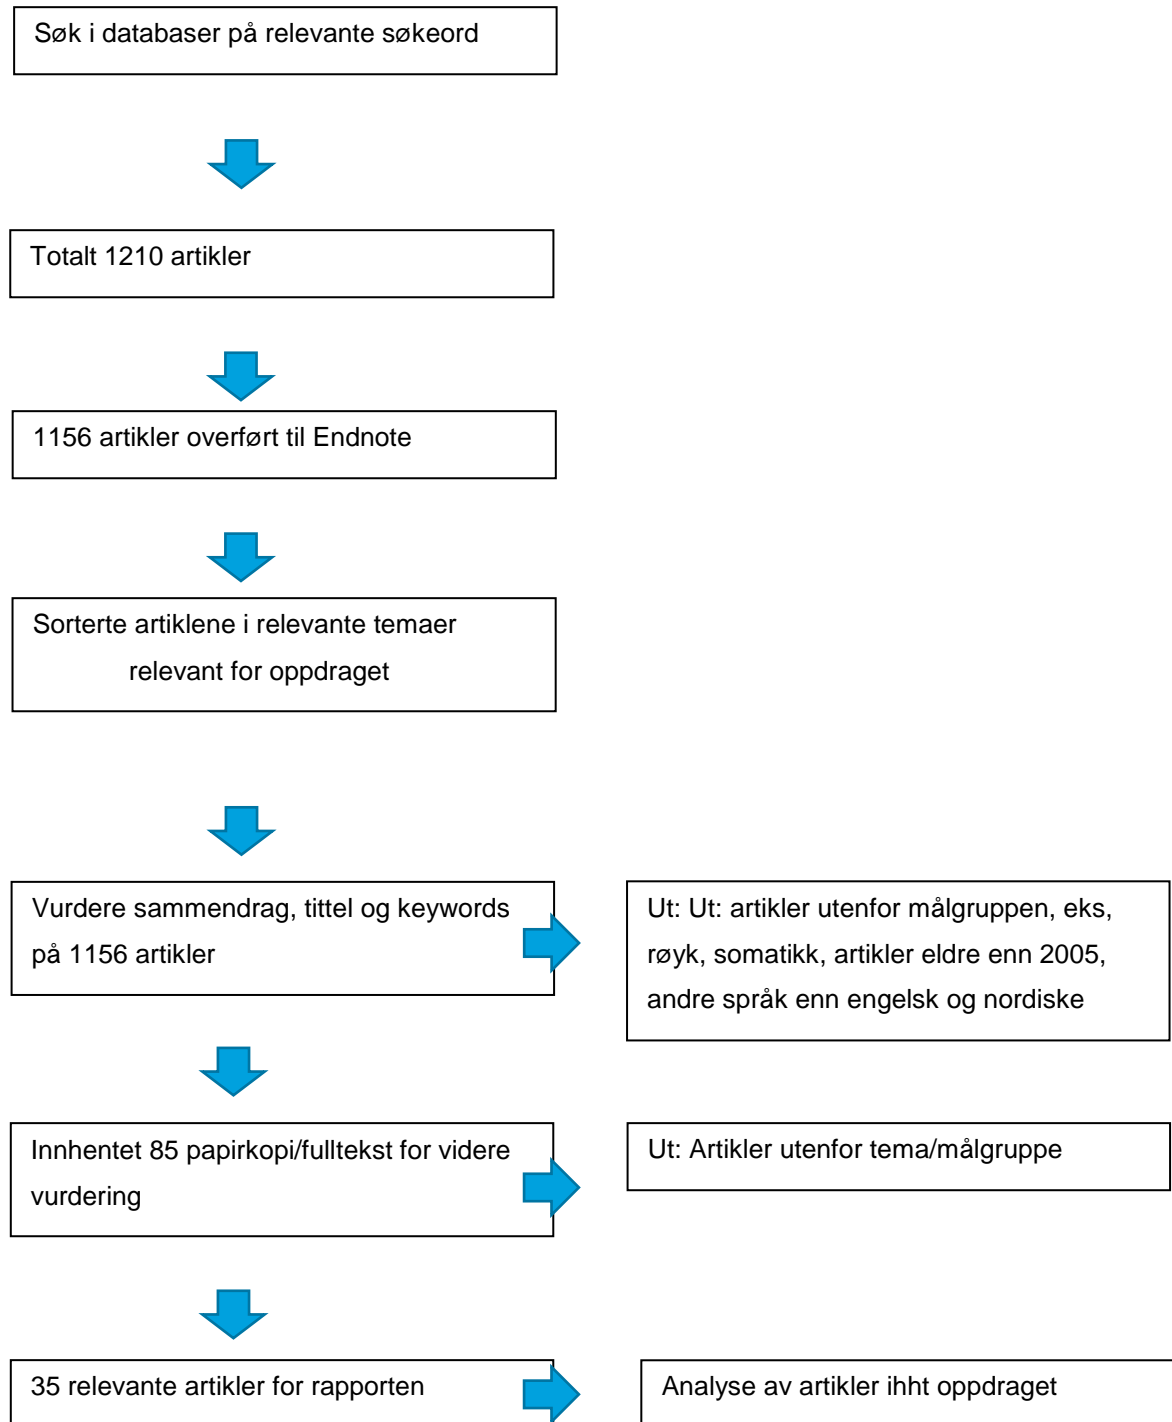 Søk i databaser på relevante søkeord
Totalt 1210 artikler
1156 artikler overført til Endnote
Sorterte artiklene i relevante temaer
relevant for oppdraget
Vurdere sammendrag, tittel og keywords
på 1156 artikler
Ut: Ut: artikler utenfor målgruppen, eks,
røyk, somatikk, artikler eldre enn 2005,
andre språk enn engelsk og nordiske
Innhentet 85 papirkopi/fulltekst for videre
vurdering
Ut: Artikler utenfor tema/målgruppe
35 relevante artikler for rapporten
Analyse av artikler ihht oppdraget